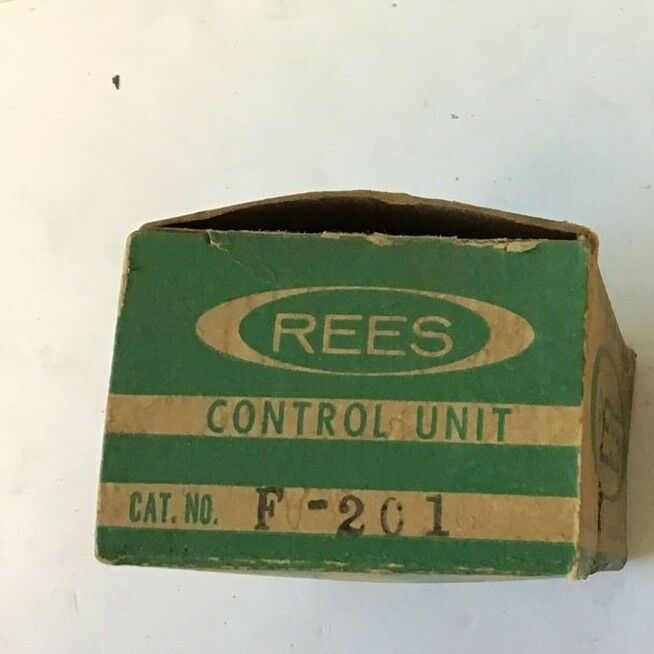 REES
CONTROL UNIT
CAT. NO. F-201